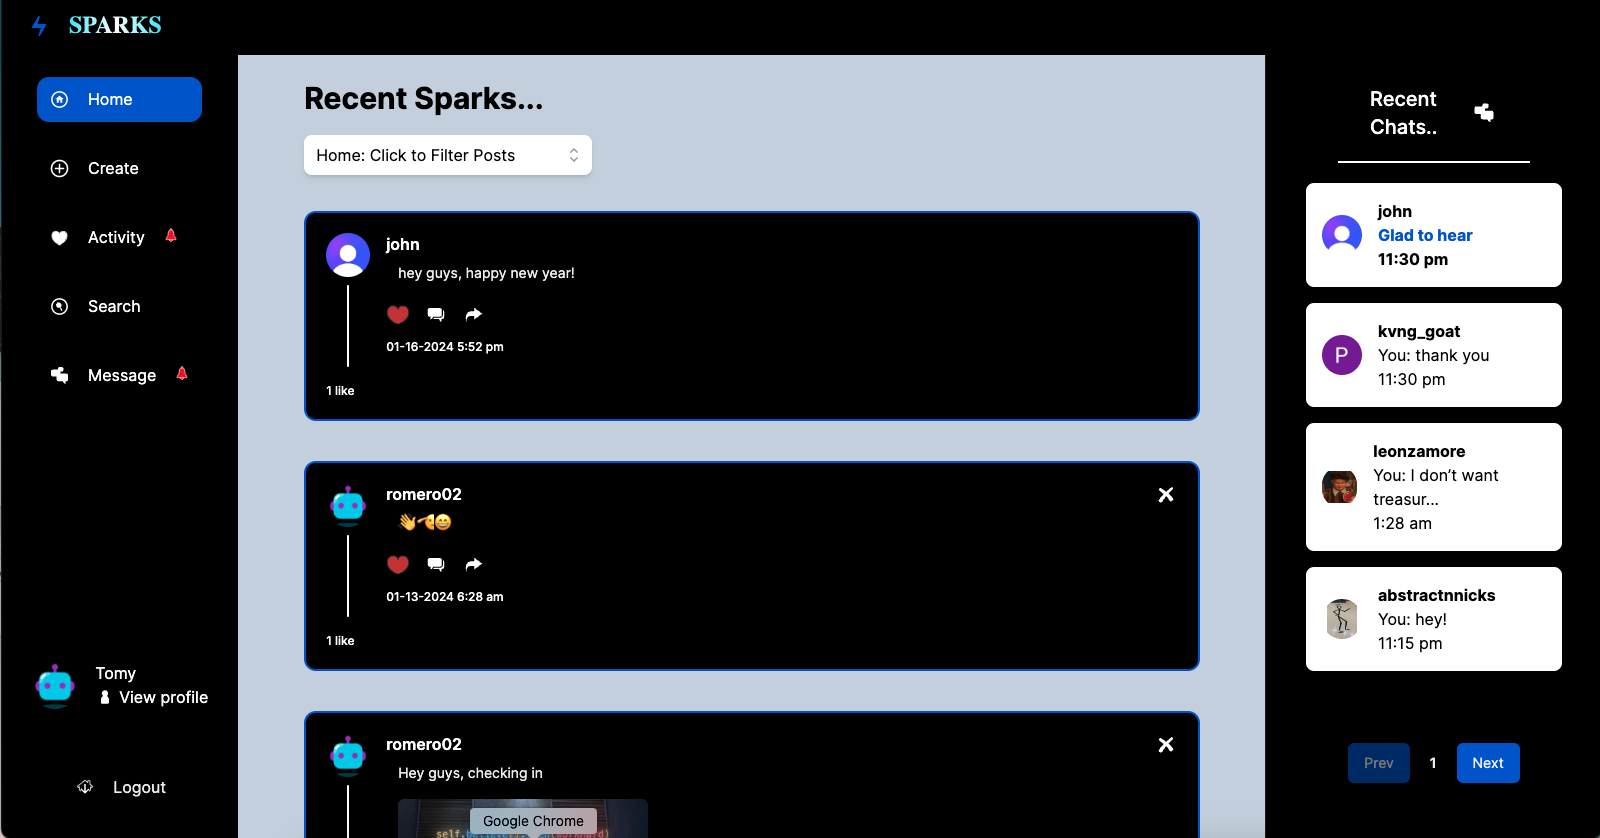 SPARKS
Home
Create
Activity
Search
Message
Tomy
View profile
Logout
Recent Sparks...
Home: Click to Filter Posts
john
hey guys, happy new year!
01-16-2024 5:52 pm
1 like
romero02
01-13-2024 6:28 am
1 like
romero02
Hey guys, checking in
Google Chrome
Recent
Chats..
john
Glad to hear
11:30 pm
P
kvng_goat
You: thank you
11:30 pm
leonzamore
You: I don’t want
treasur...
1:28 am
abstractnnicks
You: hey!
11:15 pm
Prev
1
Next